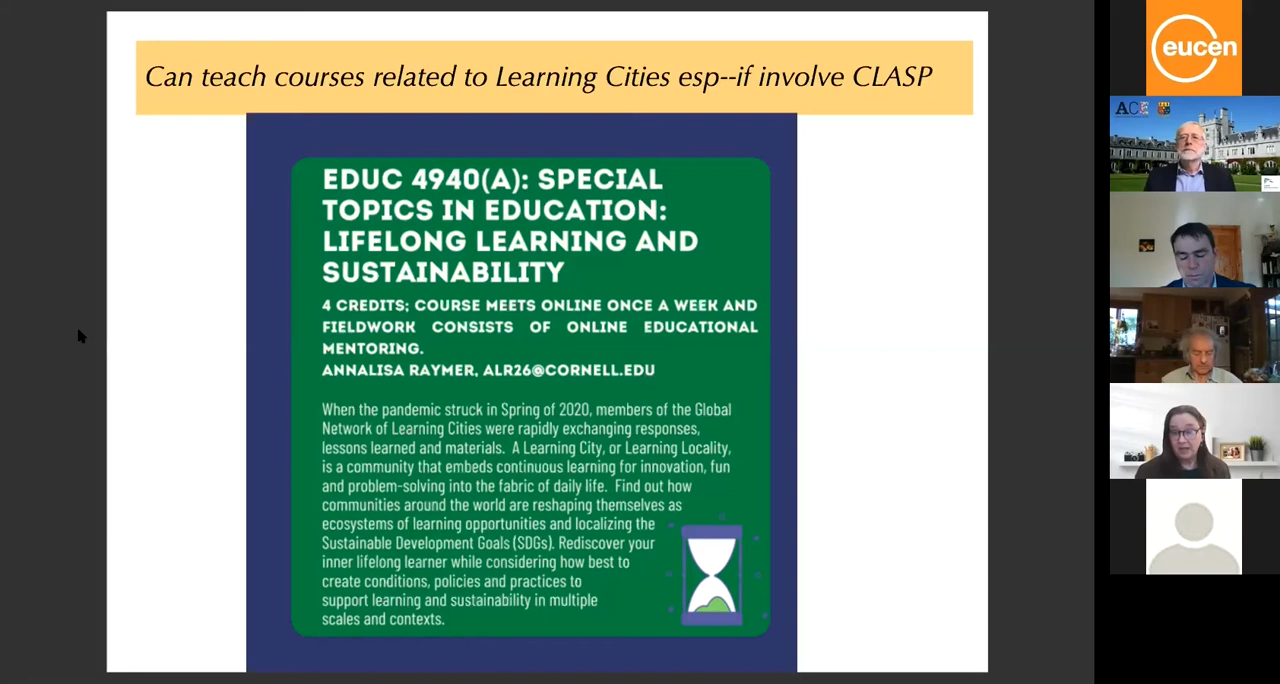 Can teach courses related to Learning Cities esp--if involve CLASP
EDUC 4940(A): SPECIAL
TOPICS IN EDUCATION:
LIFELONG LEARNING AND
SUSTAINABILITY
4 CREDITS; COURSE MEETS ONLINE ONCE A WEEK AND
FIELDWORK CONSISTS OF ONLINE EDUCATIONAL
MENTORING.
ANNALISA RAYMER, ALR26@CORNELL.EDU
When the pandemic struck in Spring of 2020, members of the Global
Network of Learning Cities were rapidly exchanging responses,
lessons learned and materials. A Learning City, or Learning Locality,
is a community that embeds continuous learning for innovation, fun
and problem-solving into the fabric of daily life. Find out how
communities around the world are reshaping themselves as
ecosystems of learning opportunities and localizing the
Sustainable Development Goals (SDGs). Rediscover your
inner lifelong learner while considering how best to
create conditions, policies and practices to
support learning and sustainability in multiple
scales and contexts.
eucen
ACE